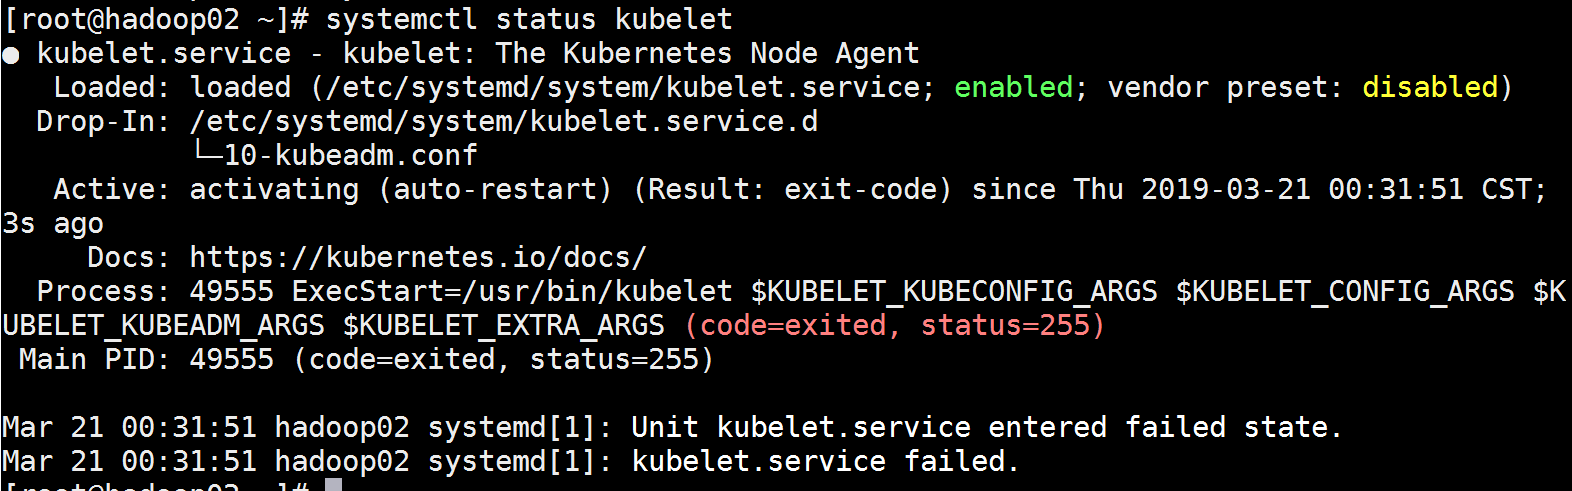 [root@hadoop02 ~]# systemctl status kubelet
● kubelet.service - kubelet: The Kubernetes Node Agent
   Loaded: loaded (/etc/systemd/system/kubelet.service; enabled; vendor preset: disabled)
  Drop-In: /etc/systemd/system/kubelet.service.d
           └─10-kubeadm.conf
   Active: activating (auto-restart) (Result: exit-code) since Thu 2019-03-21 00:31:51 CST;
3s ago
     Docs: https://kubernetes.io/docs/
  Process: 49555 ExecStart=/usr/bin/kubelet $KUBELET_KUBECONFIG_ARGS $KUBELET_CONFIG_ARGS $K
UBELET_KUBEADM_ARGS $KUBELET_EXTRA_ARGS (code=exited, status=255)
 Main PID: 49555 (code=exited, status=255)

Mar 21 00:31:51 hadoop02 systemd[1]: Unit kubelet.service entered failed state.
Mar 21 00:31:51 hadoop02 systemd[1]: kubelet.service failed.
[root@hadoop02 ~]#